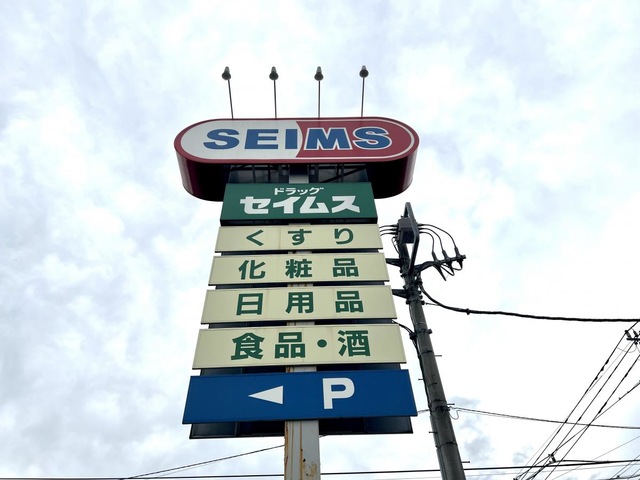 SEIMS
ドラッグ
セイムス
くすり
化粧品
日用品
食品・酒
P